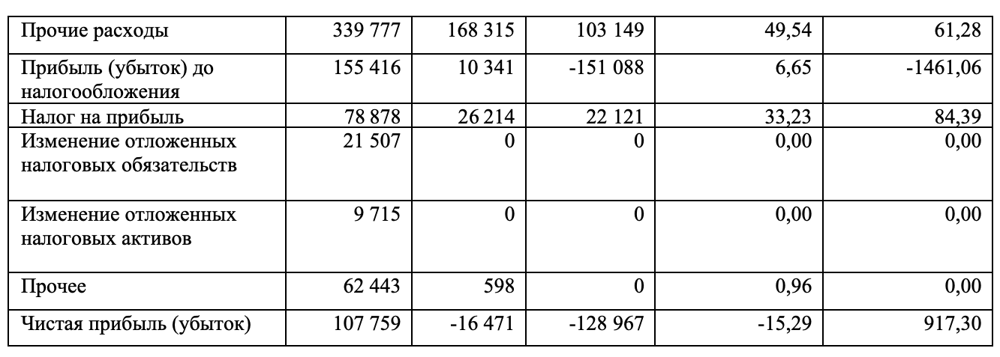 Прочие расходы 339 777 168 315 103 149 49,54 61,28
Прибыль (убыток) до 155 416 10 341 -151 088 6,65 -1461,06
налогообложения
Налог на прибыль 78 878 26 214 22 121 33,23 84,39
Изменение отложенных 21 507 0 0 0,00 0,00
налоговых обязательств
Изменение отложенных 9 715 0 0 0,00 0,00
налоговых активов
Прочее 62 443 598 0 0,96 0,00
Чистая прибыль (убыток) 107 759 -16 471 -128 967 -15,29 917,30